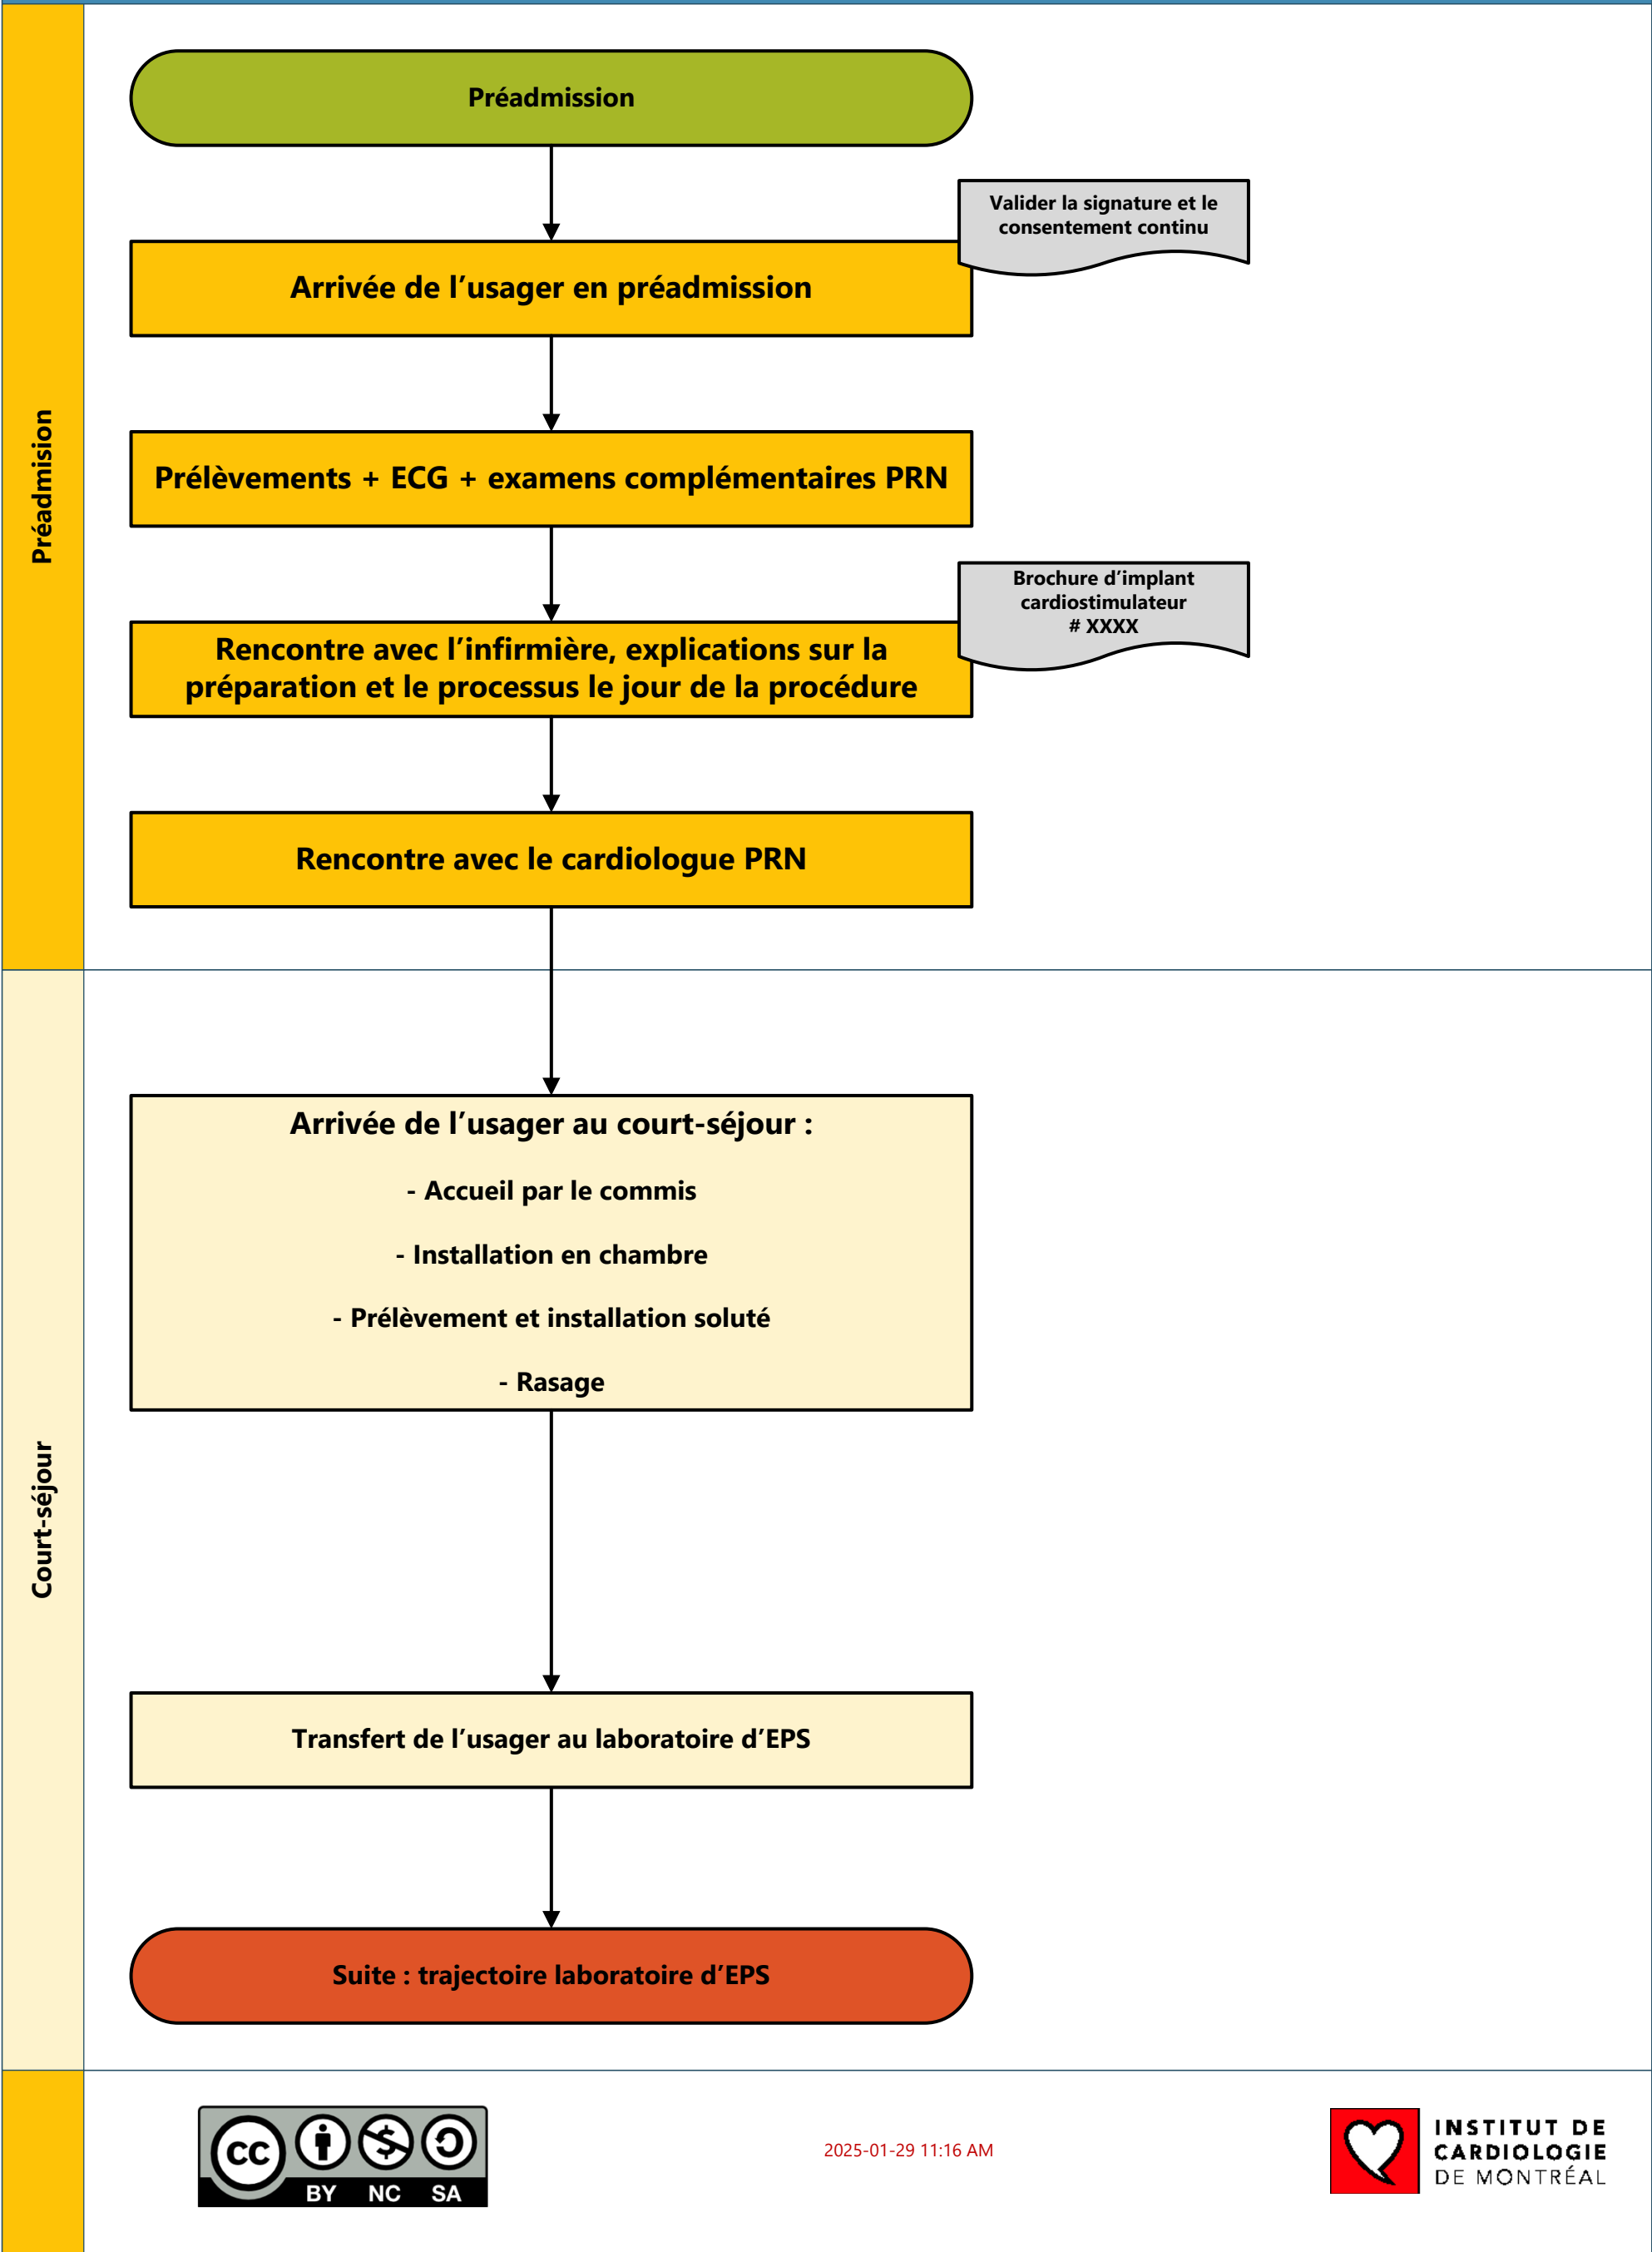 Préadmission
Valider la signature et le
consentement continu
Arrivée de l’usager en préadmission
Prélèvements + ECG + examens complémentaires PRN
Préadmision
Brochure d’implant
cardiostimulateur
# XXXX
Rencontre avec l’infirmière, explications sur la
préparation et le processus le jour de la procédure
Rencontre avec le cardiologue PRN
Arrivée de l’usager au court-séjour :
- Accueil par le commis
- Installation en chambre
- Prélèvement et installation soluté
- Rasage
Court-séjour
Transfert de l’usager au laboratoire d’EPS
Suite : trajectoire laboratoire d’EPS
cc
BY NC SA
2025-01-29 11:16 AM
INSTITUT DE
CARDIOLOGIE
DE MONTRÉAL